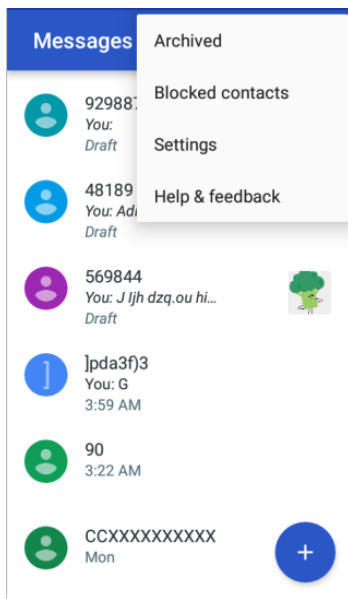 Messages
Archived
Blocked contacts
Settings
Help & feedback
92988
You:
Draft
48189
You:
Draft
569844
You: J Ijh dzq.ou hi…
Draft
]
]pda3f)3
You: G
3:59 AM
90
3:22 AM
CCXXXXXXXXXX
Mon
+